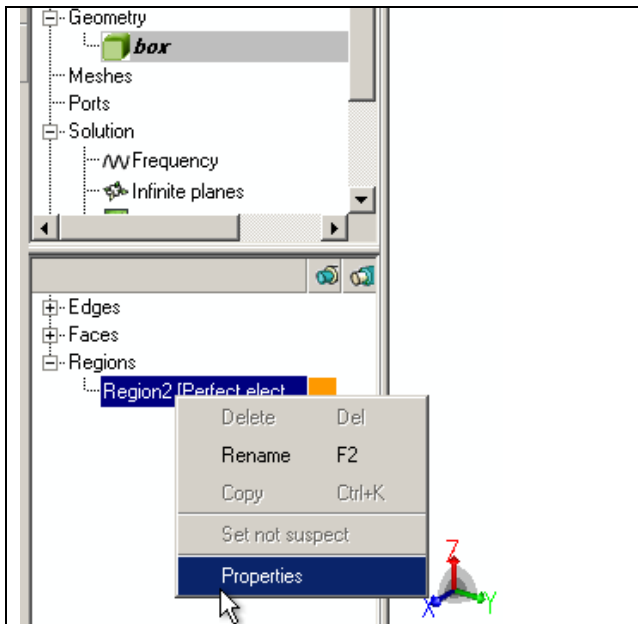 Geometry
box
Meshes
Ports
Solution
Frequency
Infinite planes
Edges
Faces
Regions
Region2 [Perfect elect...
Delete Del
Rename F2
Copy Ctrl+K
Set not suspect
Properties
Z
X
Y